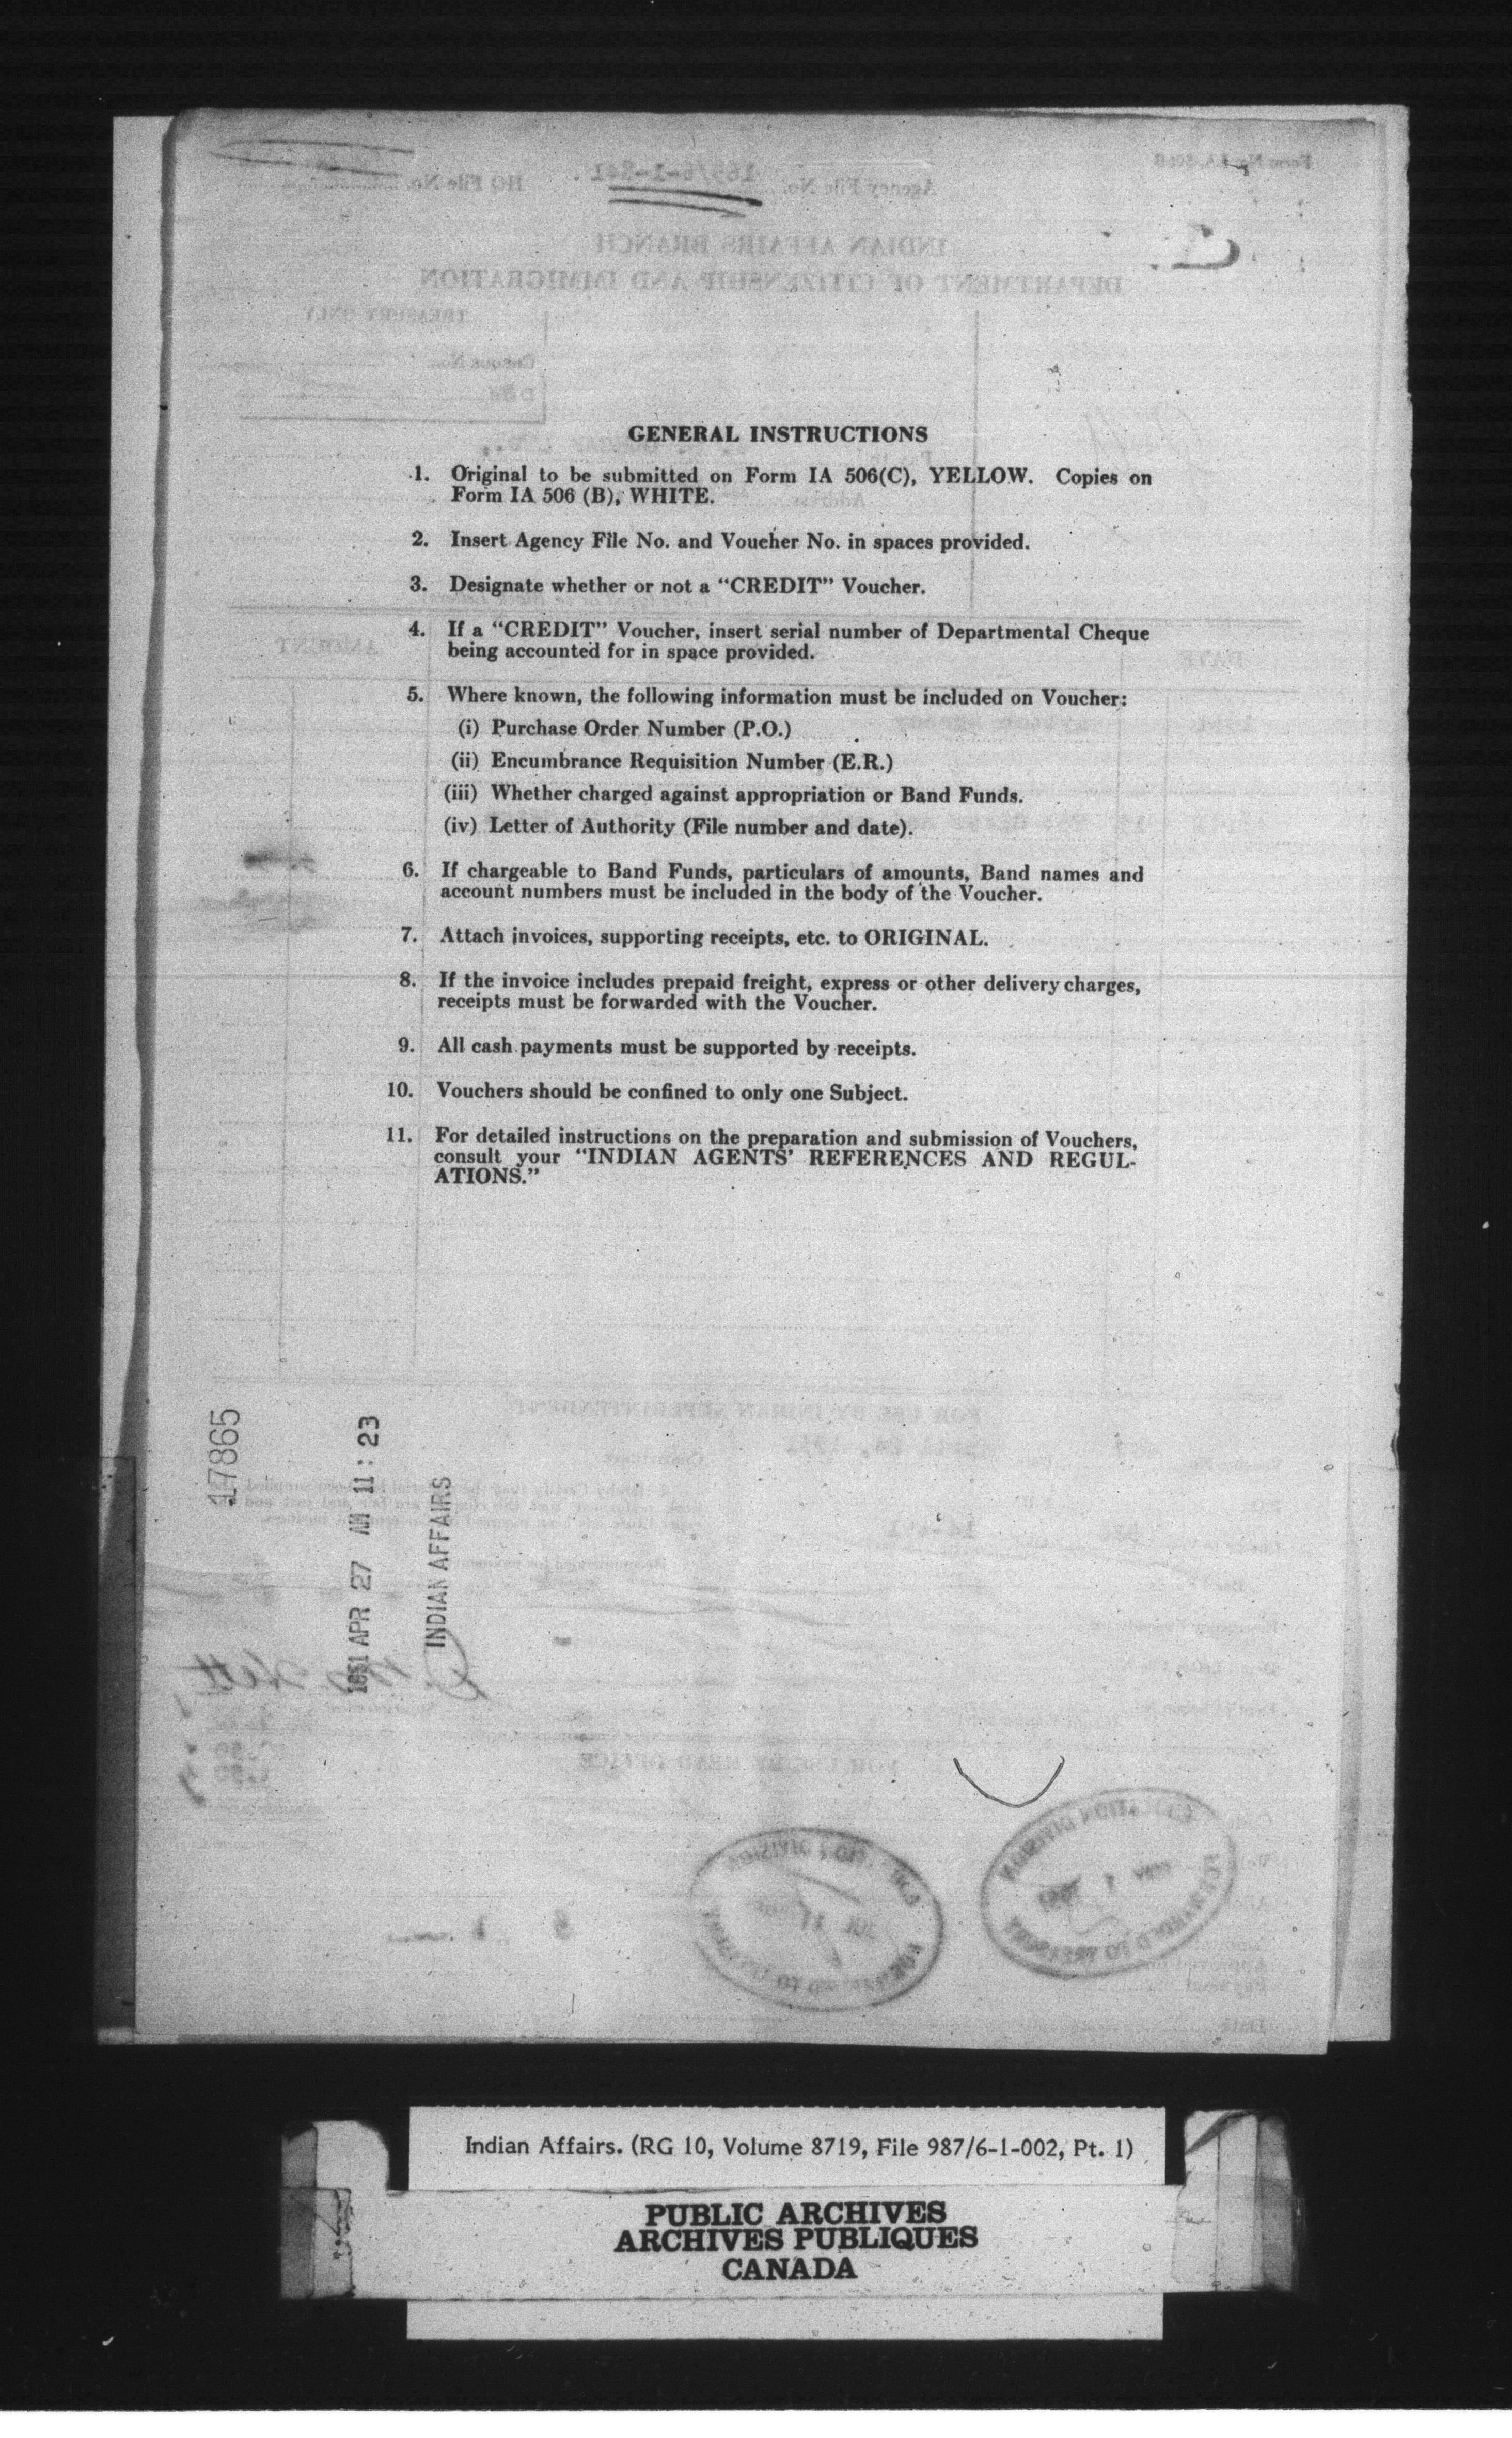 GENERAL INSTRUCTIONS
1. Original to be submitted on Form IA 506(C), YELLOW. Copies on
Form IA 506 (B), WHITE.
2. Insert Agency File No. and Voucher No. in spaces provided.
3. Designate whether or not a “CREDIT” Voucher.
4. If a “CREDIT” Voucher, insert serial number of Departmental Cheque
being accounted for in space provided.
5. Where known, the following information must be included on Voucher:
(i) Purchase Order Number (P.O.)
(ii) Encumbrance Requisition Number (E.R.)
(iii) Whether charged against appropriation or Band Funds.
(iv) Letter of Authority (File number and date).
6. If chargeable to Band Funds, particulars of amounts, Band names and
account numbers must be included in the body of the Voucher.
7. Attach invoices, supporting receipts, etc. to ORIGINAL.
8. If the invoice includes prepaid freight, express or other delivery charges,
receipts must be forwarded with the Voucher.
9. All cash payments must be supported by receipts.
10. Vouchers should be confined to only one Subject.
11. For detailed instructions on the preparation and submission of Vouchers,
consult your “INDIAN AGENTS’ REFERENCES AND REGUL-
ATIONS.”
17865
1951 APR 27 AM 11:23
INDIAN AFFAIRS
Indian Affairs. (RG 10, Volume 8719, File 987/6-1-002, Pt. 1)
PUBLIC ARCHIVES
ARCHIVES PUBLIQUES
CANADA